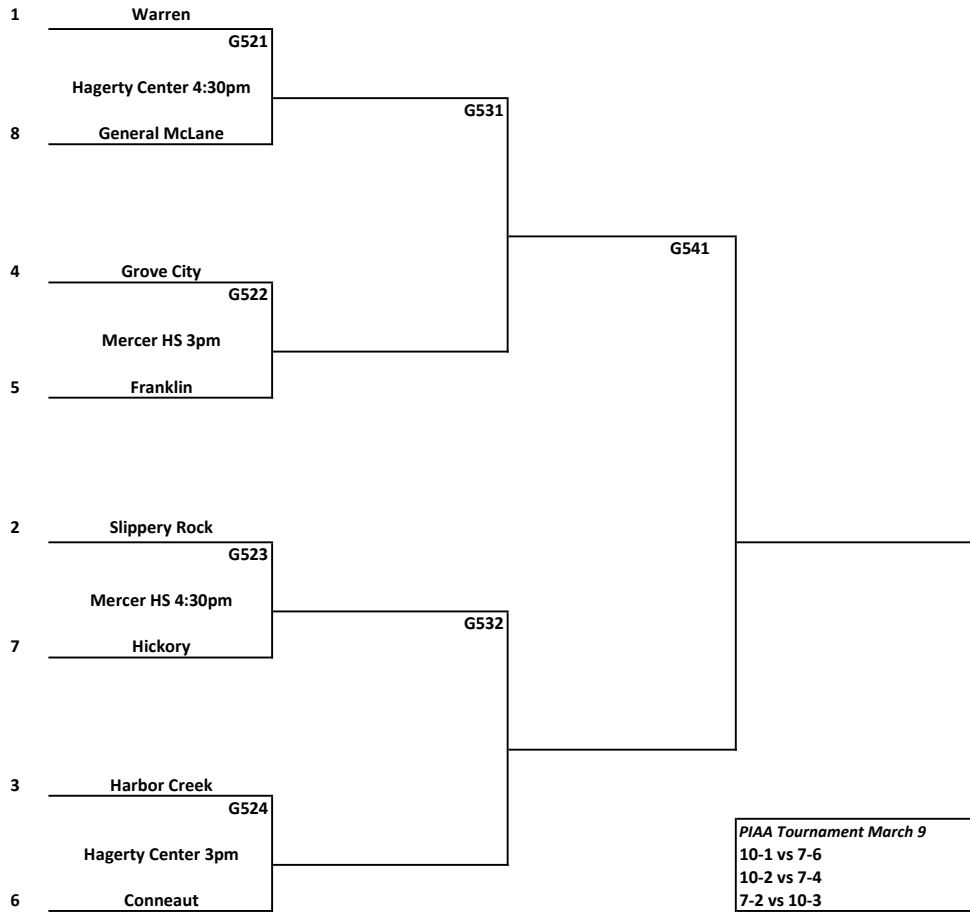 1 Warren
G521
Hagerty Center 4:30pm
G531
8 General McLane
G541
4 Grove City
G522
Mercer HS 3pm
5 Franklin
2 Slippery Rock
G523
Mercer HS 4:30pm
G532
7 Hickory
3 Harbor Creek
G524
Hagerty Center 3pm
6 Conneaut
PIAA Tournament March 9
10-1 vs 7-6
10-2 vs 7-4
7-2 vs 10-3